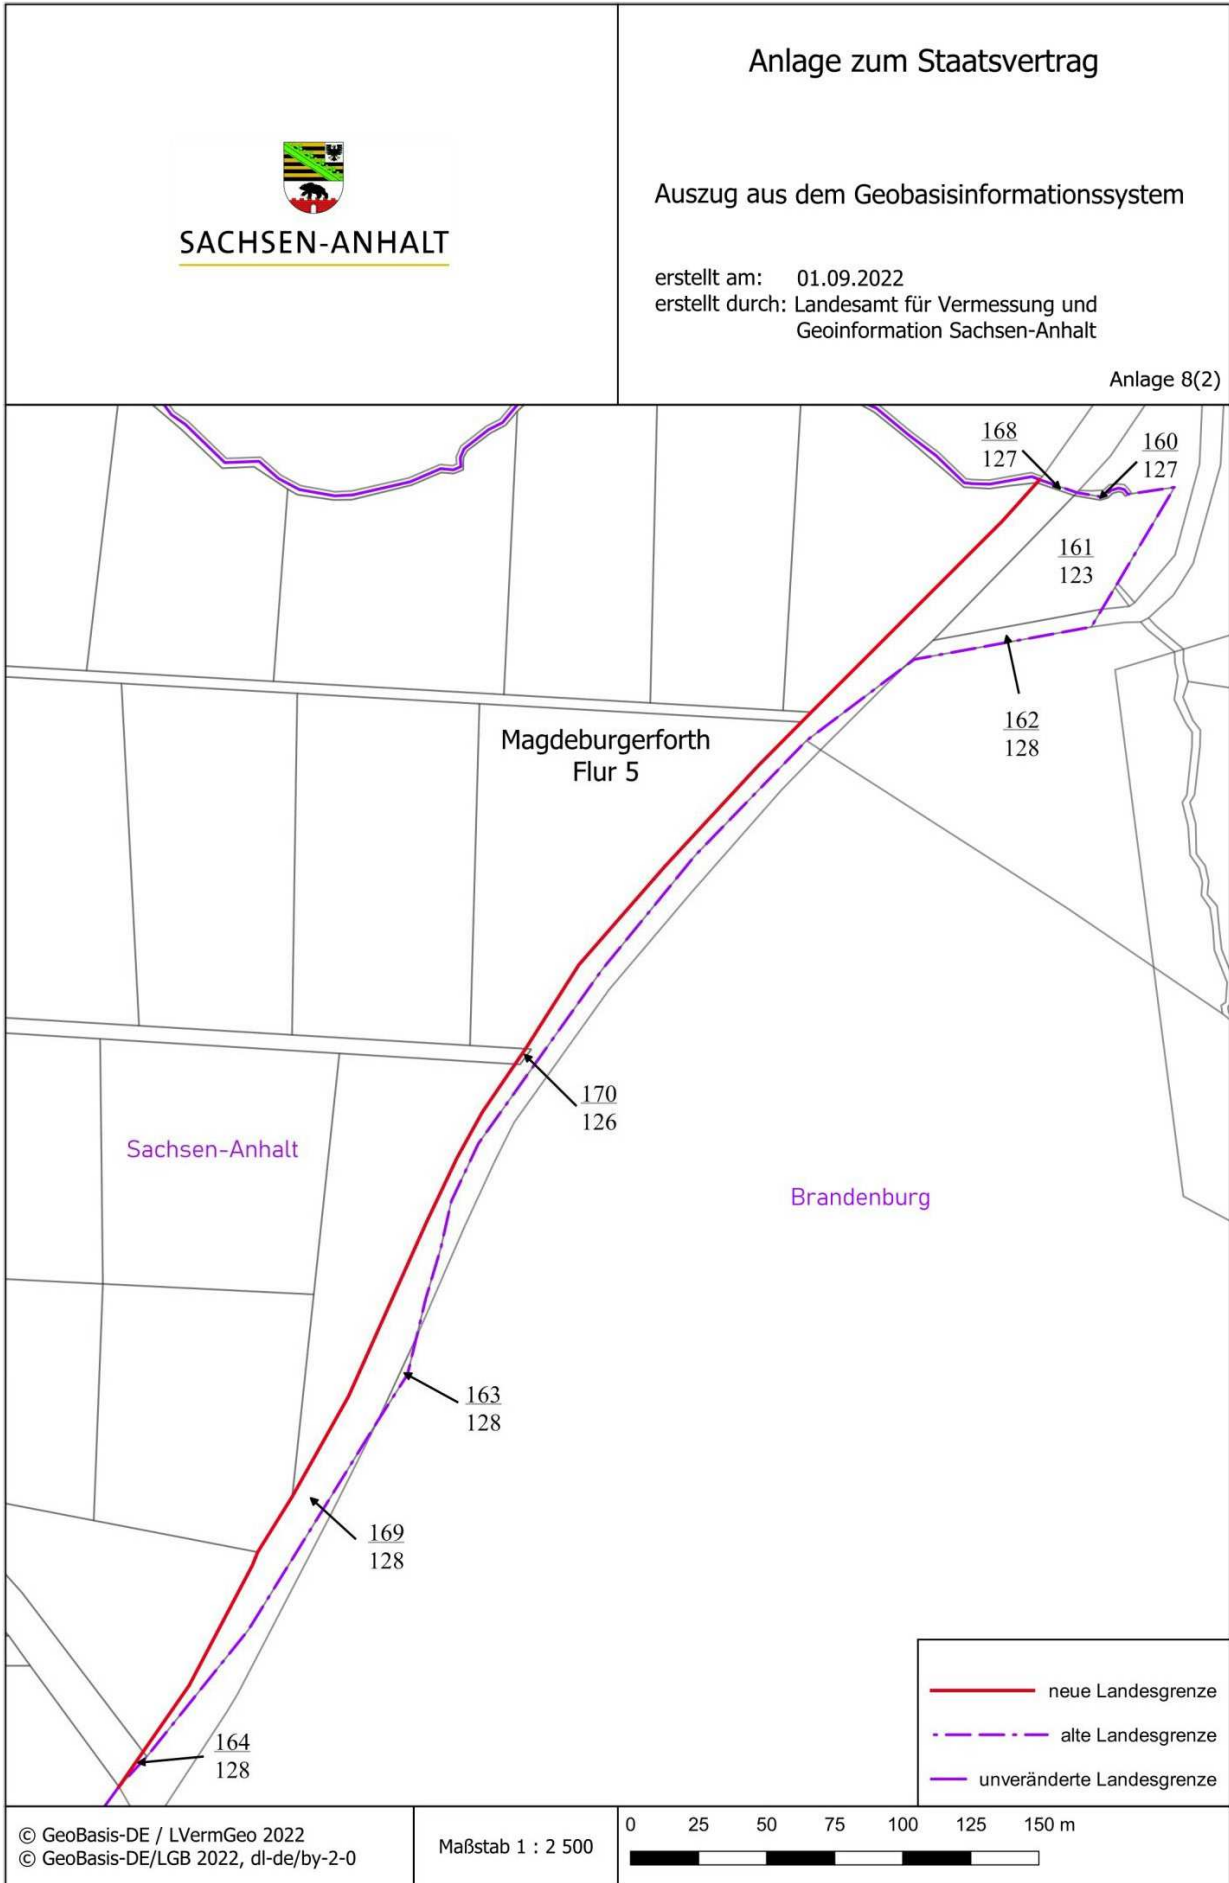 SACHSEN-ANHALT
Anlage zum Staatsvertrag
Auszug aus dem Geobasisinformationssystem
erstellt am: 01.09.2022
erstellt durch: Landesamt für Vermessung und
Geoinformation Sachsen-Anhalt
Anlage 8(2)
168
127
160
127
161
123
162
128
Magdeburgerforth
Flur 5
170
126
Sachsen-Anhalt
Brandenburg
163
128
169
128
164
128
neue Landesgrenze
alte Landesgrenze
unveränderte Landesgrenze
© GeoBasis-DE / LVermGeo 2022
© GeoBasis-DE/LGB 2022, dl-de/by-2-0
Maßstab 1 : 2 500
0 25 50 75 100 125 150 m